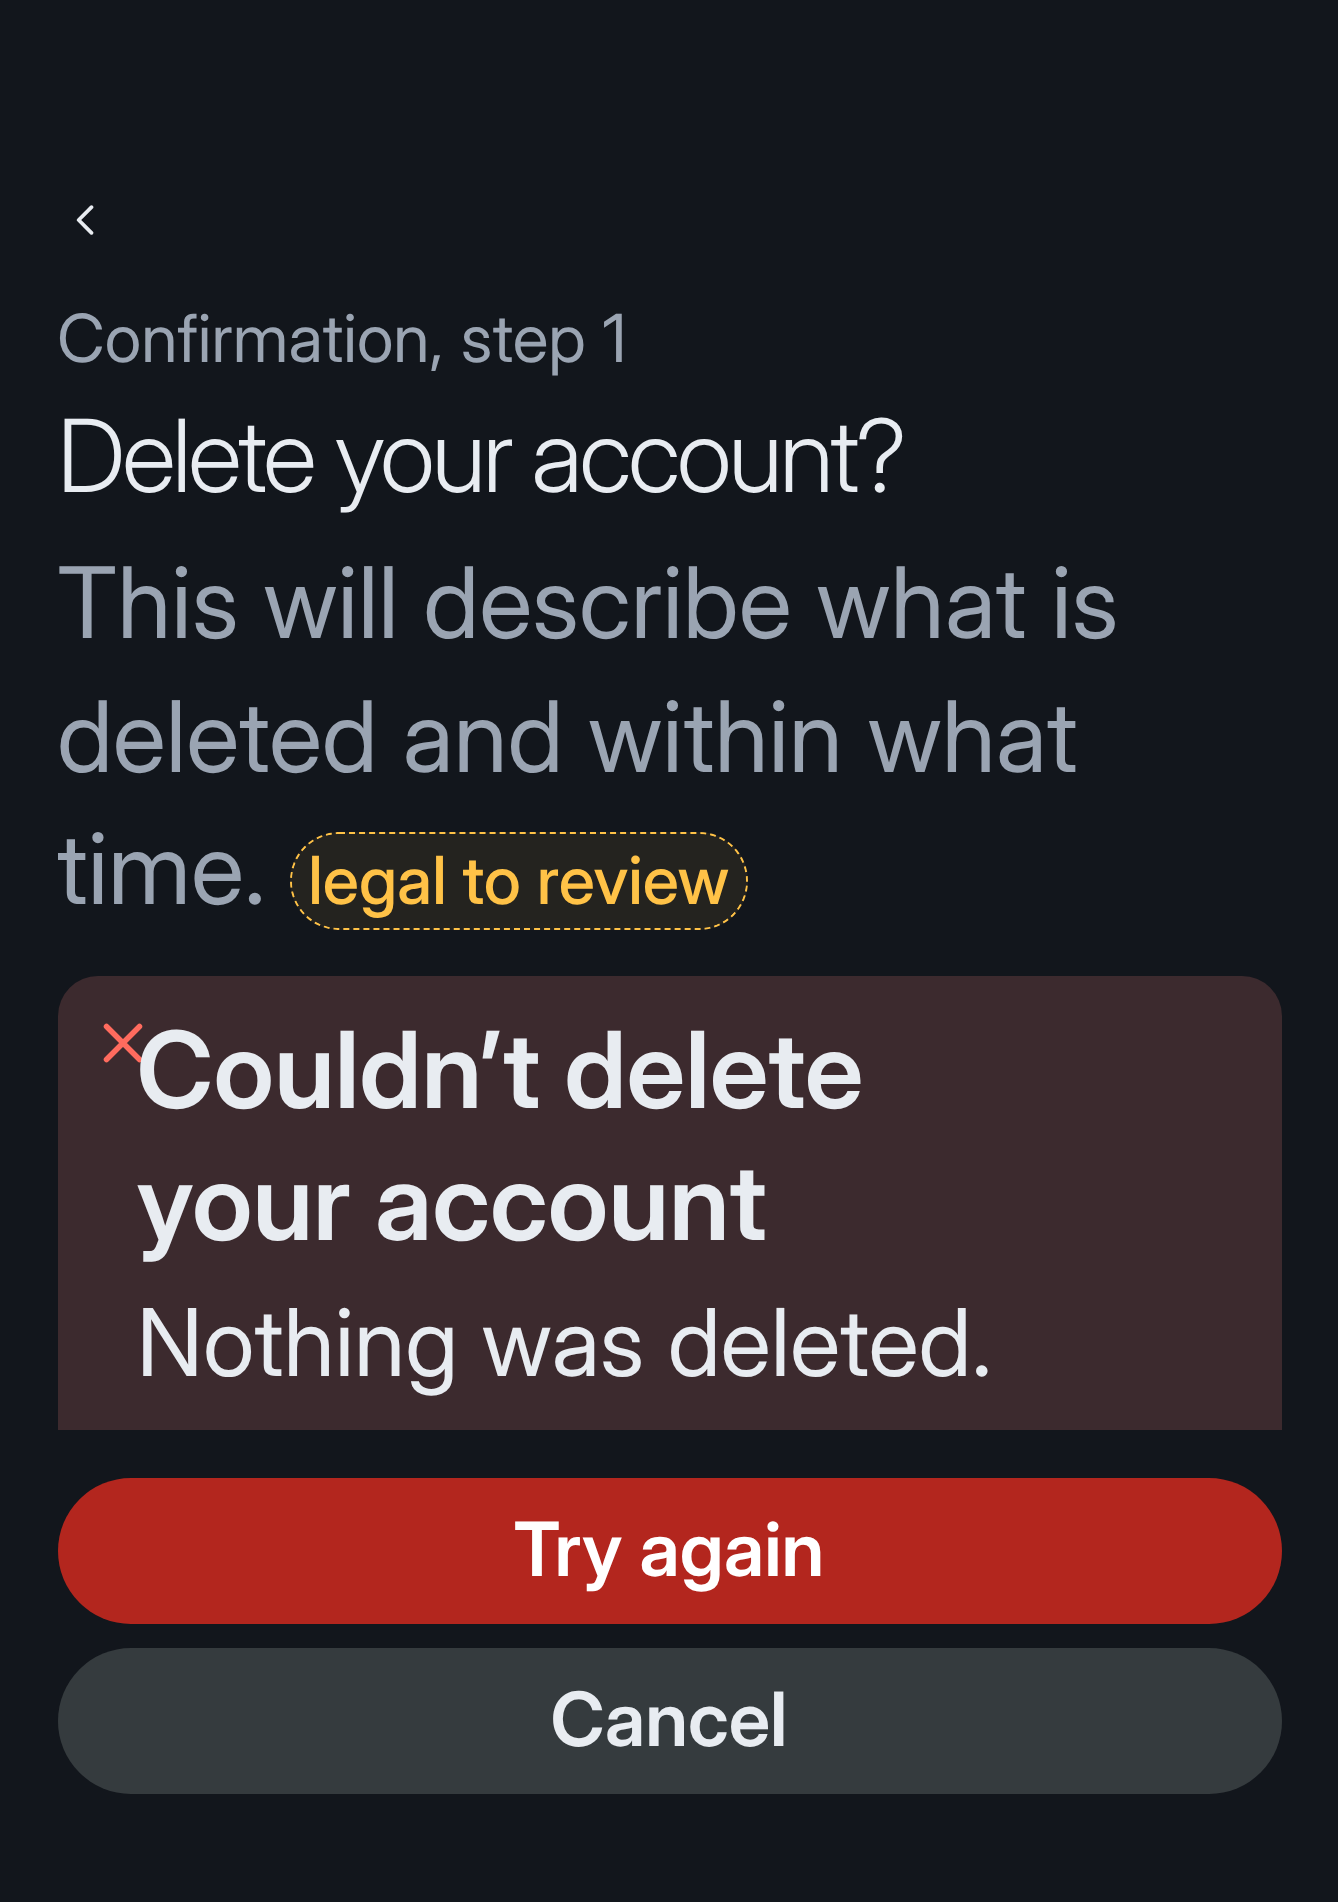 Confirmation, step 1
Delete your account?
This will describe what is
deleted and within what
time. legal to review
Couldn’t delete
your account
Nothing was deleted.
Try again
Cancel